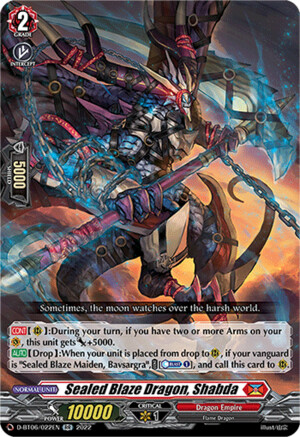 2
GRADE
INTERCEPT
5000
SHIELD
Sometimes, the moon watches over the harsh world.
CONT [ ]:During your turn, if you have two or more Arms on your
, this unit gets +5000.
AUTO [Drop]:When your unit is placed from drop to , if your vanguard
is "Sealed Blaze Maiden, Bavsargra", [ 1], and call this card to .
NORMAL UNIT
Sealed Blaze Dragon, Shabda
POWER 10000
CRITICAL
1
Dragon Empire
Flame Dragon
D-BT06/022EN RR 2022